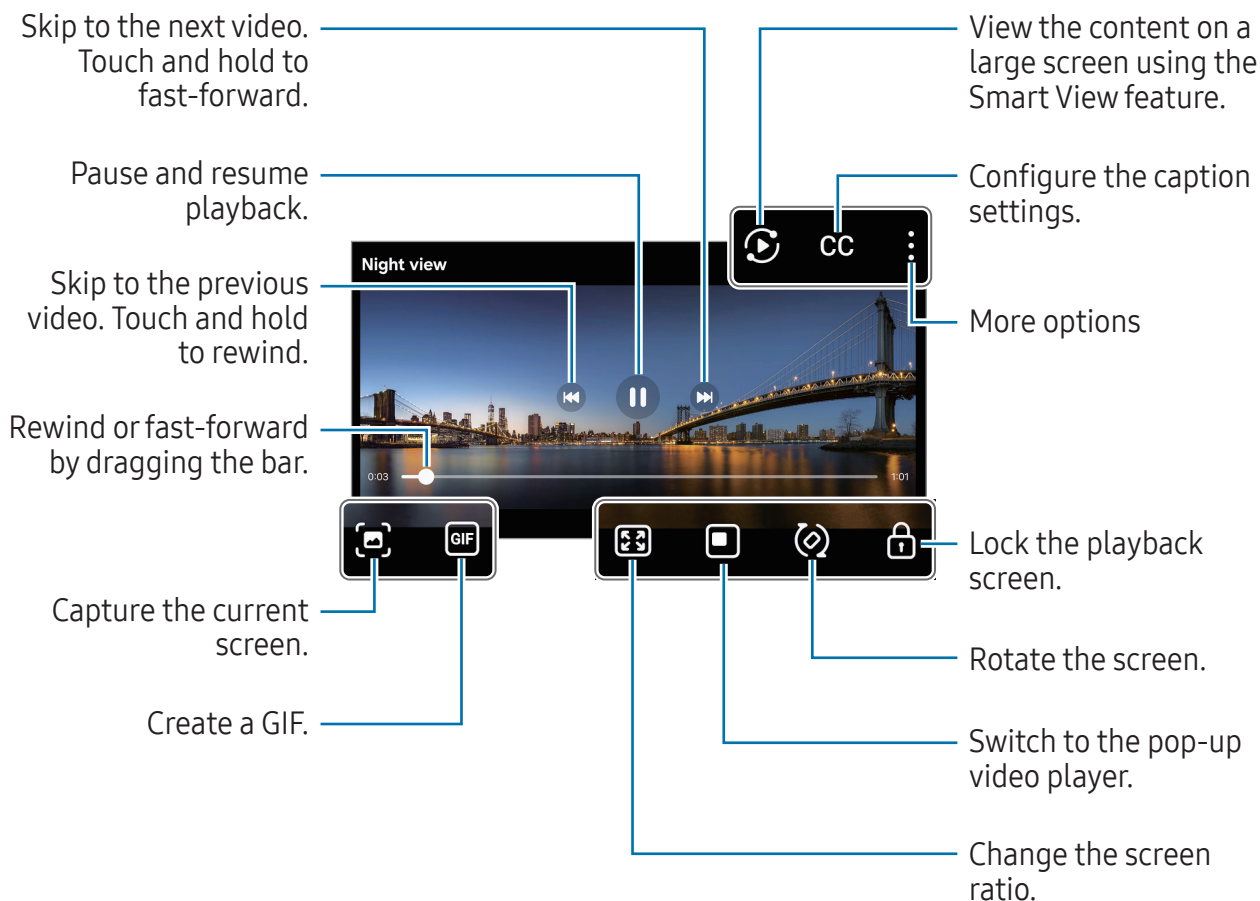 Skip to the next video.
Touch and hold to
fast-forward.
Pause and resume
playback.
Skip to the previous
video. Touch and hold
to rewind.
Rewind or fast-forward
by dragging the bar.
Capture the current
screen.
Create a GIF.
Night view
CC
0:03
1:01
GIF
View the content on a
large screen using the
Smart View feature.
Configure the caption
settings.
More options
Lock the playback
screen.
Rotate the screen.
Switch to the pop-up
video player.
Change the screen
ratio.